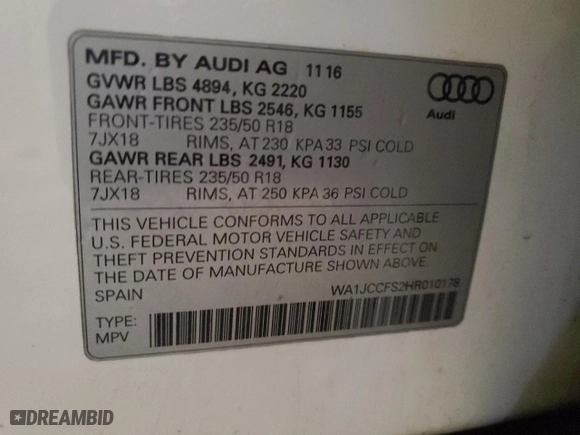 MFD. BY AUDI AG 11 16
GVWR LBS 4894, KG 2220
GAWR FRONT LBS 2546, KG 1155
FRONT-TIRES 235/50 R18
7JX18 RIMS, AT 230 KPA 33 PSI COLD
GAWR REAR LBS 2491, KG 1130
REAR-TIRES 235/50 R18
7JX18 RIMS, AT 250 KPA 36 PSI COLD
Audi
THIS VEHICLE CONFORMS TO ALL APPLICABLE
U.S. FEDERAL MOTOR VEHICLE SAFETY AND
THEFT PREVENTION STANDARDS IN EFFECT ON
THE DATE OF MANUFACTURE SHOWN ABOVE.
SPAIN WA1JCCFS2HR010178
TYPE:
MPV
DREAMBID